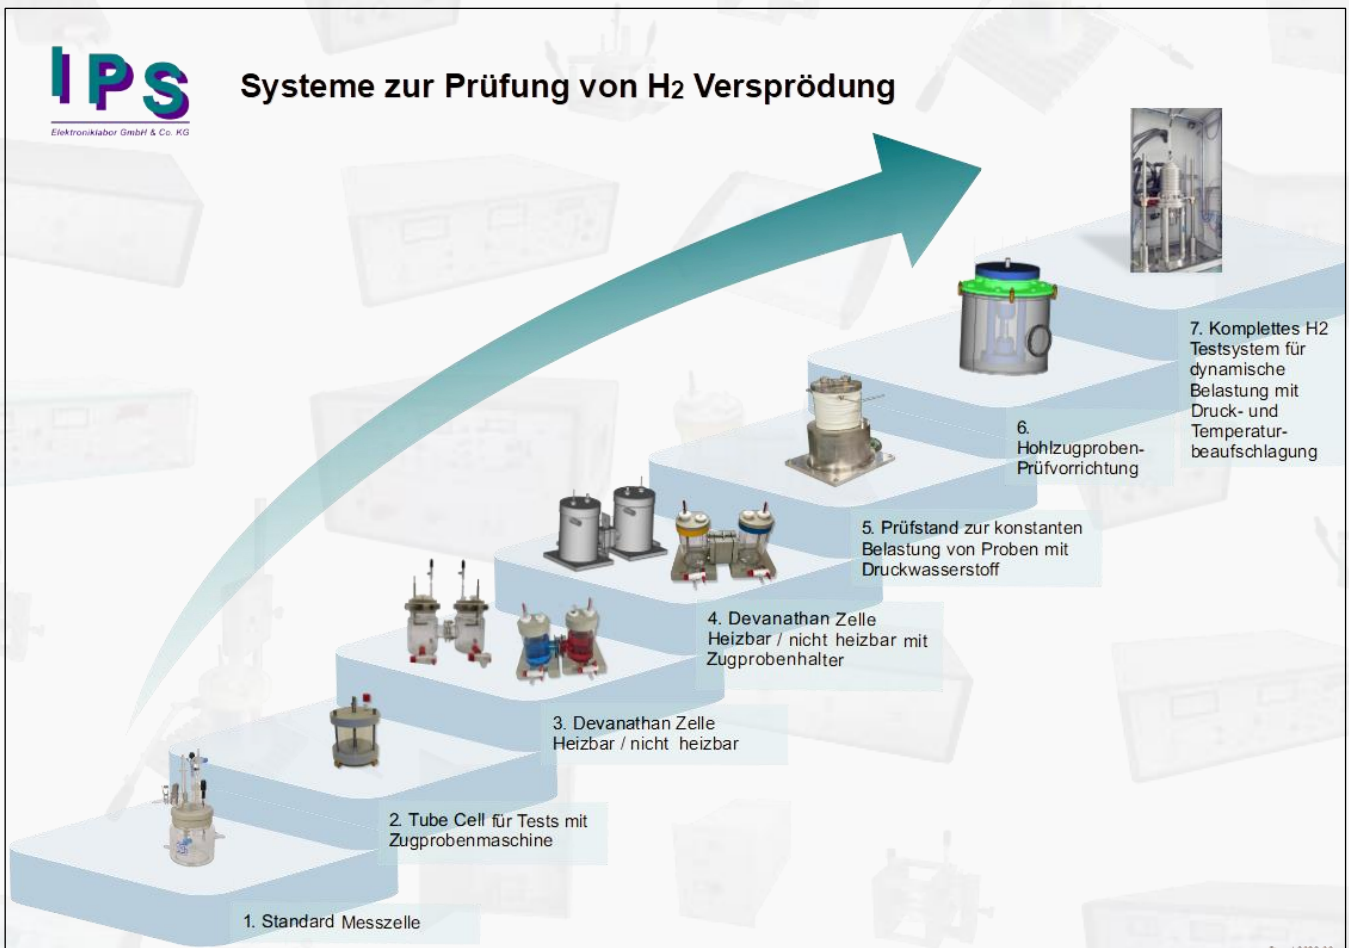 IPS
Elektroniklabor GmbH & Co. KG
Systeme zur Prüfung von H2 Versprödung
7. Komplettes H2
Testsystem für
dynamische
Belastung mit
Druck- und
Temperatur-
beaufschlagung
6.
Hohlzugproben-
Prüfvorrichtung
5. Prüfstand zur konstanten
Belastung von Proben mit
Druckwasserstoff
4. Devanathan Zelle
Heizbar / nicht heizbar mit
Zugprobenhalter
3. Devanathan Zelle
Heizbar / nicht heizbar
2. Tube Cell für Tests mit
Zugprobenmaschine
1. Standard Messzelle